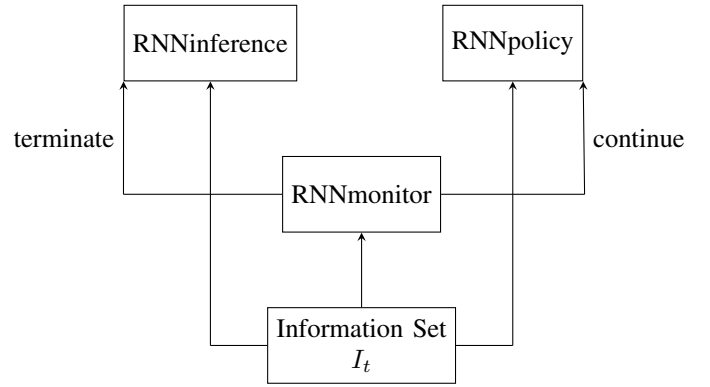 RNNinference
RNNpolicy
terminate
continue
RNNmonitor
Information Set
I_t